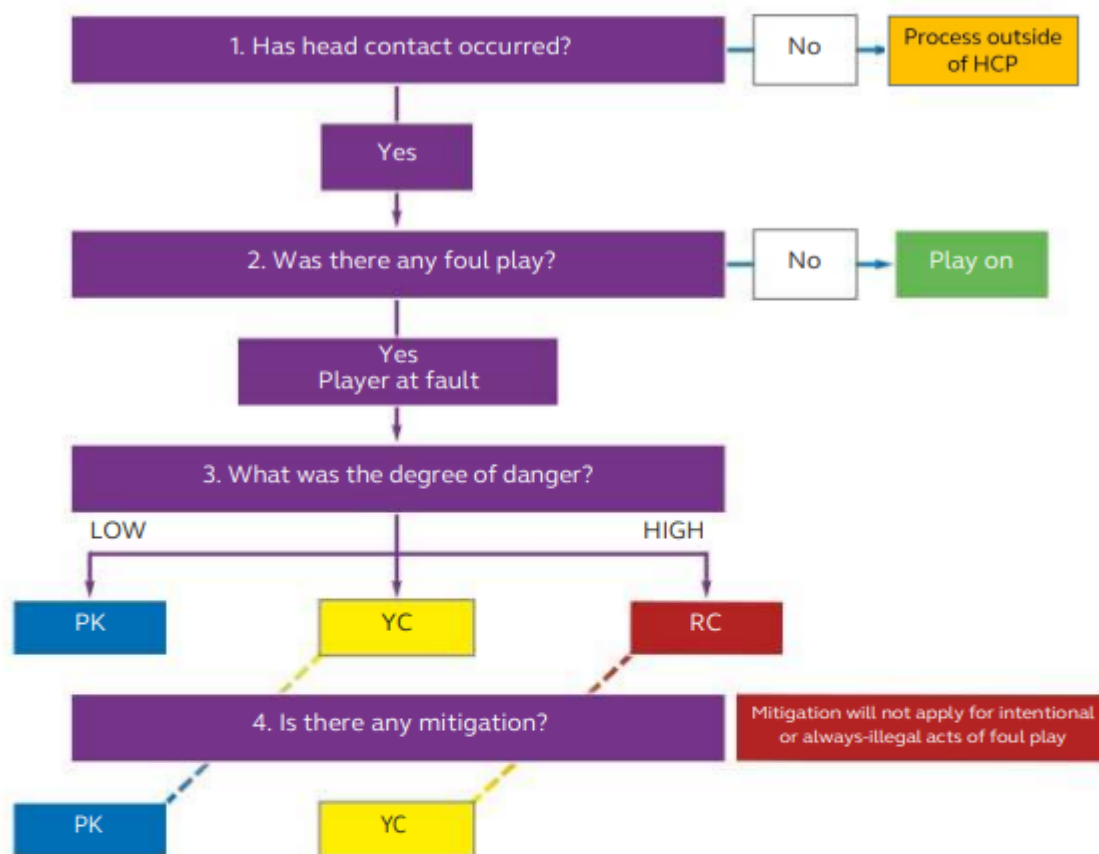 1. Has head contact occurred?
No
Process outside
of HCP
Yes
2. Was there any foul play?
No
Play on
Yes
Player at fault
3. What was the degree of danger?
LOW
HIGH
PK
YC
RC
4. Is there any mitigation?
Mitigation will not apply for intentional
or always-illegal acts of foul play
PK
YC